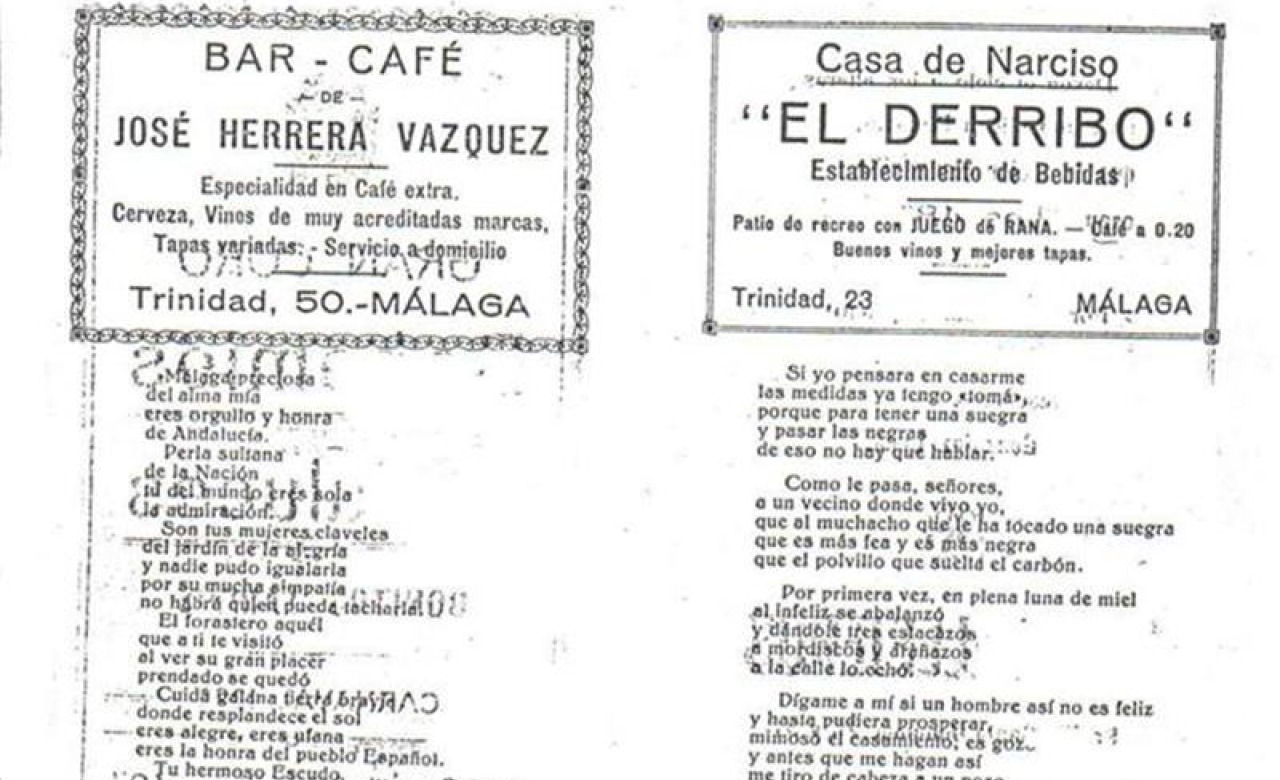 BAR - CAFÉ
— DE —
JOSÉ HERRERA VAZQUEZ
Especialidad en Café extra.
Cerveza, Vinos de muy acreditadas marcas,
Tapas variadas. - Servicio a domicilio
Trinidad, 50.-MÁLAGA
«Málaga preciosa
del alma mía
eres orgullo y honra
de Andalucía.
Perla sultana
de la Nación
tú del mundo eres sola
la admiración.
Son tus mujeres claveles
del jardín de la alegría
y nadie pudo igualarla
por su mucha simpatía
no habrá quien pueda tacharla!
El forastero aquél
que a ti te visitó
al ver su gran placer
prendado se quedó
Cuida galana tierra
donde resplandece el sol
eres alegre, eres ufana
eres la honra del pueblo Español.
Tu hermoso Escudo,
Casa de Narciso
“EL DERRIBO“
Establecimiento de Bebidas
Patio de recreo con JUEGO de RANA. — Café a 0.20
Buenos vinos y mejores tapas.
Trinidad, 23 MÁLAGA
Si yo pensara en casarme
las medidas ya tengo «tomá»,
porque para tener una suegra
y pasar las negras
de eso no hay que hablar.
Como le pasa, señores,
a un vecino donde vivo yo,
que al muchacho que le ha tocado una suegra
que es más fea y es más negra
que el polvillo que suelta el carbón.
Por primera vez, en plena luna de miel
al infeliz se abalanzó
y dándole tres estacazos
a mordiscos y arañazos
a la calle lo echó.
Dígame a mí si un hombre así no es feliz
y hasta pudiera prosperar,
mimoso el casamiento, es
y antes que me hagan así
me tiro de cabeza a un pozo